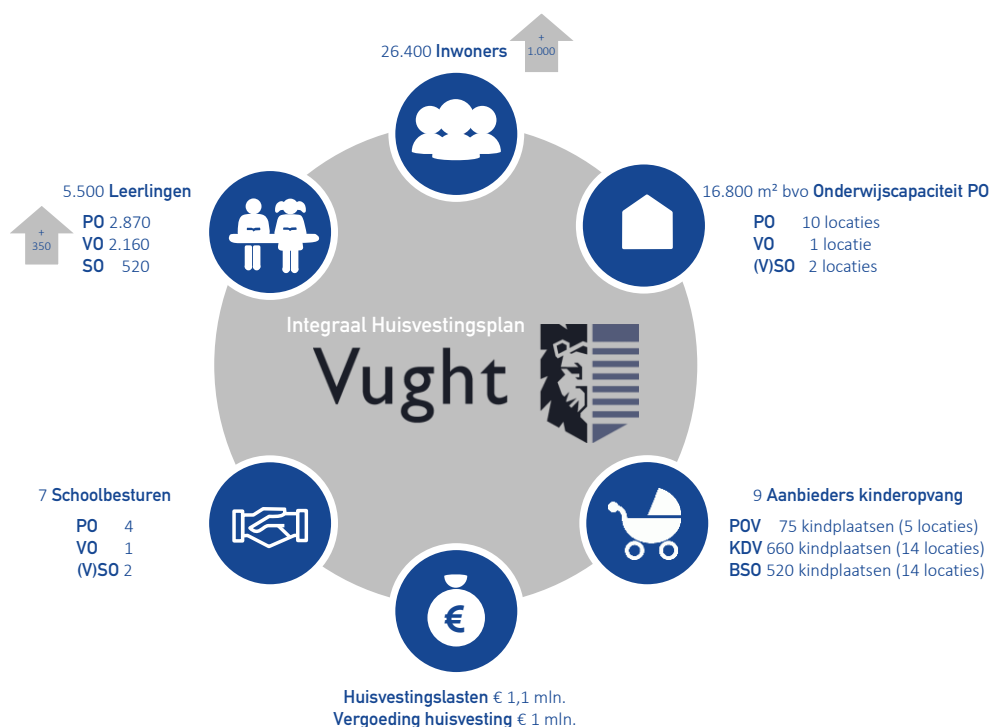 26.400 Inwoners
+
1.000
5.500 Leerlingen
+
350
PO 2.870
VO 2.160
SO 520
16.800 m² bvo Onderwijscapaciteit PO
PO 10 locaties
VO 1 locatie
(V)SO 2 locaties
Integraal Huisvestingsplan
Vught
7 Schoolbesturen
PO 4
VO 1
(V)SO 2
9 Aanbieders kinderopvang
POV 75 kindplaatsen (5 locaties)
KDV 660 kindplaatsen (14 locaties)
BSO 520 kindplaatsen (14 locaties)
€
Huisvestingslasten € 1,1 mln.
Vergoeding huisvesting € 1 mln.